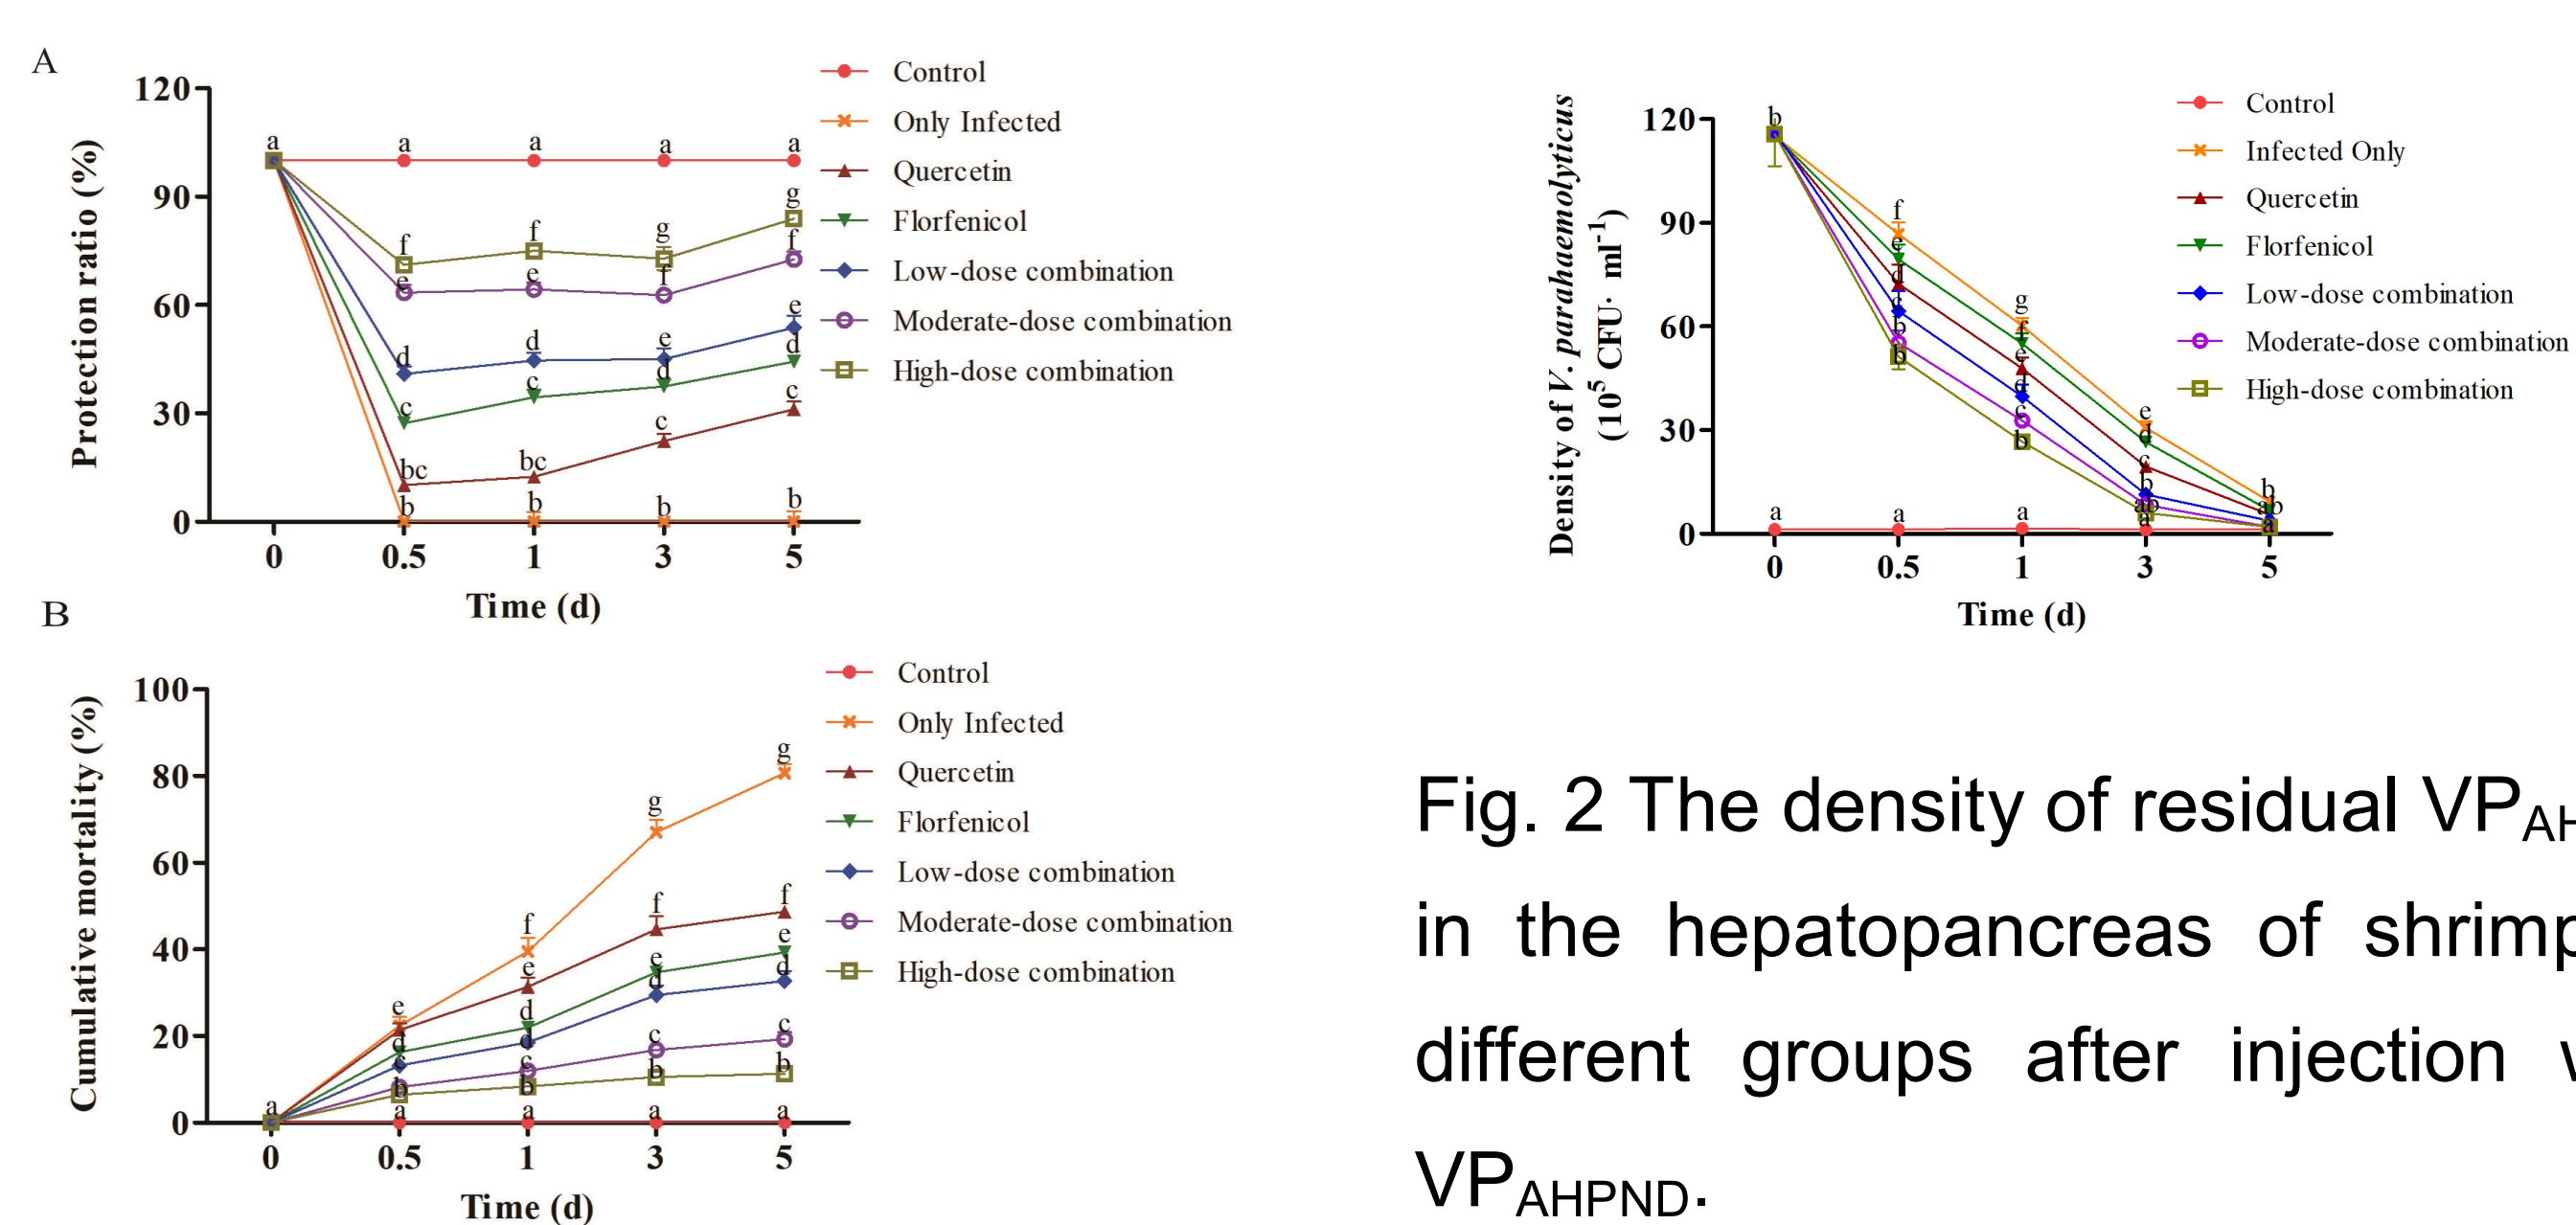 A
Protection ratio (%)
120
90
60
30
0
a
a
a
a
a
f
f
g
g
e
e
f
f
d
d
e
e
c
c
d
d
bc
bc
c
c
b
b
b
b
0 0.5 1 3 5
Time (d)
Control
Only Infected
Quercetin
Florfenicol
Low-dose combination
Moderate-dose combination
High-dose combination
B
Cumulative mortality (%)
100
80
60
40
20
0
a
e
d
c
b
a
f
e
d
d
c
b
a
g
f
e
d
c
b
a
g
f
e
d
c
b
a
0 0.5 1 3 5
Time (d)
Control
Only Infected
Quercetin
Florfenicol
Low-dose combination
Moderate-dose combination
High-dose combination
Density of V. parahaemolyticus
(10⁵ CFU· ml⁻¹)
120
90
60
30
0
b
a
f
e
d
c
b
b
a
g
f
e
d
c
b
a
e
d
c
b
ab
a
b
ab
a
0 0.5 1 3 5
Time (d)
Control
Infected Only
Quercetin
Florfenicol
Low-dose combination
Moderate-dose combination
High-dose combination
Fig. 2 The density of residual VPAH
in the hepatopancreas of shrimp
different groups after injection
VPAHPND.